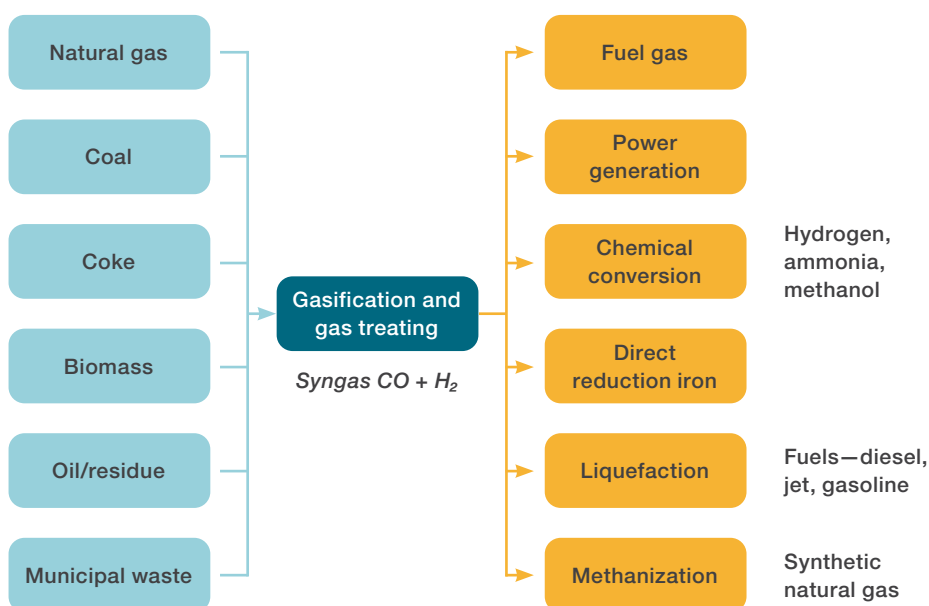 Natural gas
Coal
Coke
Biomass
Oil/residue
Municipal waste
Gasification and
gas treating
Syngas CO + H₂
Fuel gas
Power
generation
Chemical
conversion
Hydrogen,
ammonia,
methanol
Direct
reduction iron
Liquefaction
Fuels—diesel,
jet, gasoline
Methanization
Synthetic
natural gas